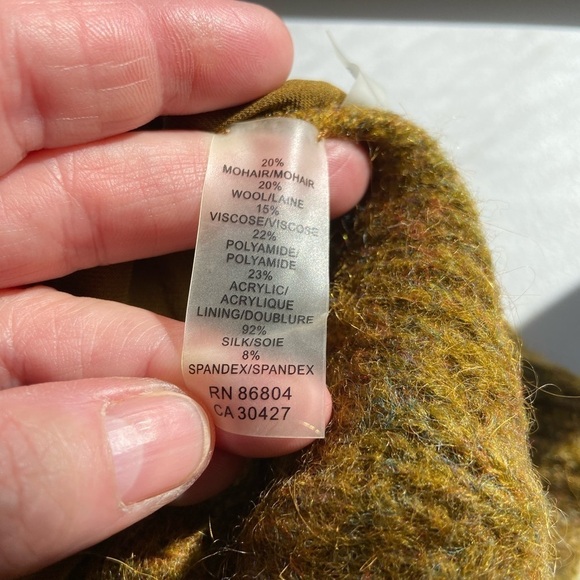 20%
MOHAIR/MOHAIR
20%
WOOL/LAINE
15%
VISCOSE/VISCOSE
22%
POLYAMIDE/
POLYAMIDE
23%
ACRYLIC/
ACRYLIQUE
LINING/DOUBLURE
92%
SILK/SOIE
8%
SPANDEX/SPANDEX
RN 86804
CA 30427